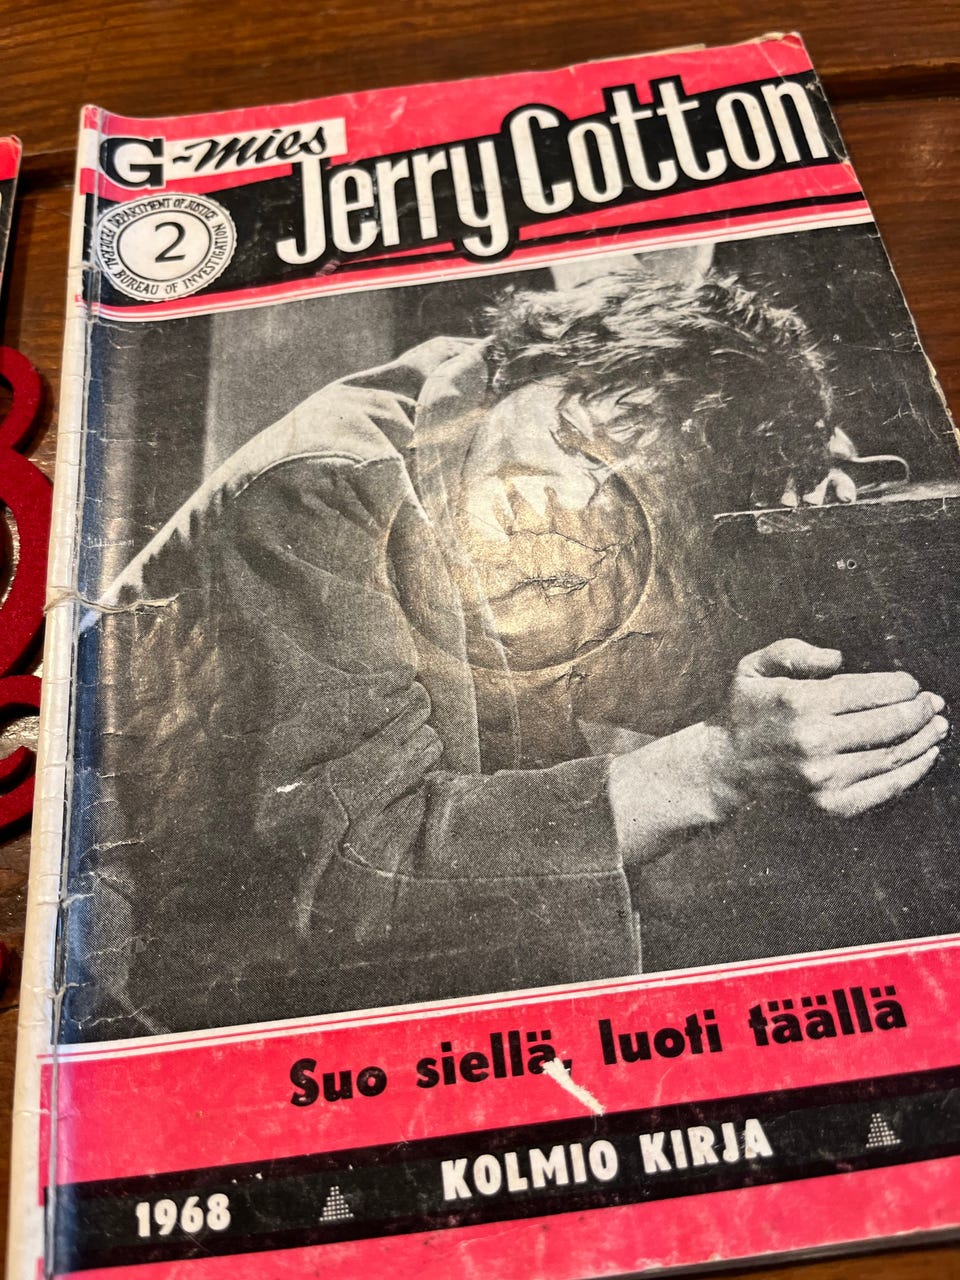 G-mies
Jerry Cotton
DEPARTMENT OF JUSTICE
2
FEDERAL BUREAU OF INVESTIGATION
Suo siellä, luoti täällä
KOLMIO KIRJA
1968